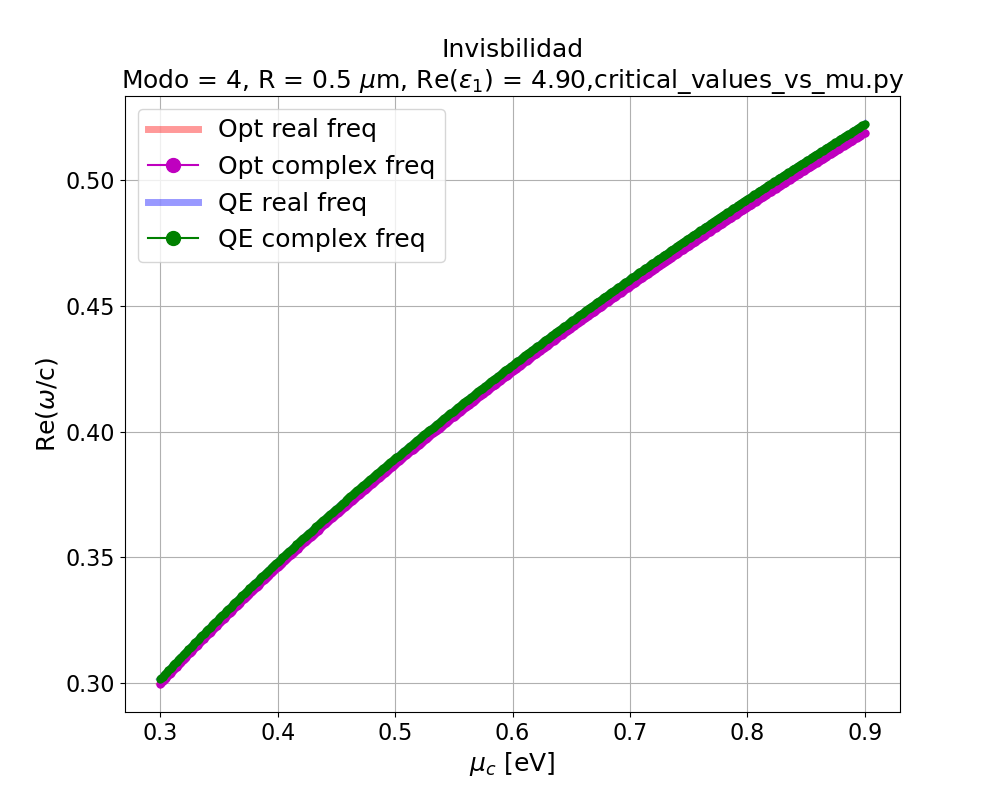 Invisbilidad
Modo = 4, R = 0.5 μm, Re(ε₁) = 4.90,critical_values_vs_mu.py
Opt real freq
Opt complex freq
QE real freq
QE complex freq
Re(ω/c)
0.50
0.45
0.40
0.35
0.30
0.3 0.4 0.5 0.6 0.7 0.8 0.9
μ_c [eV]